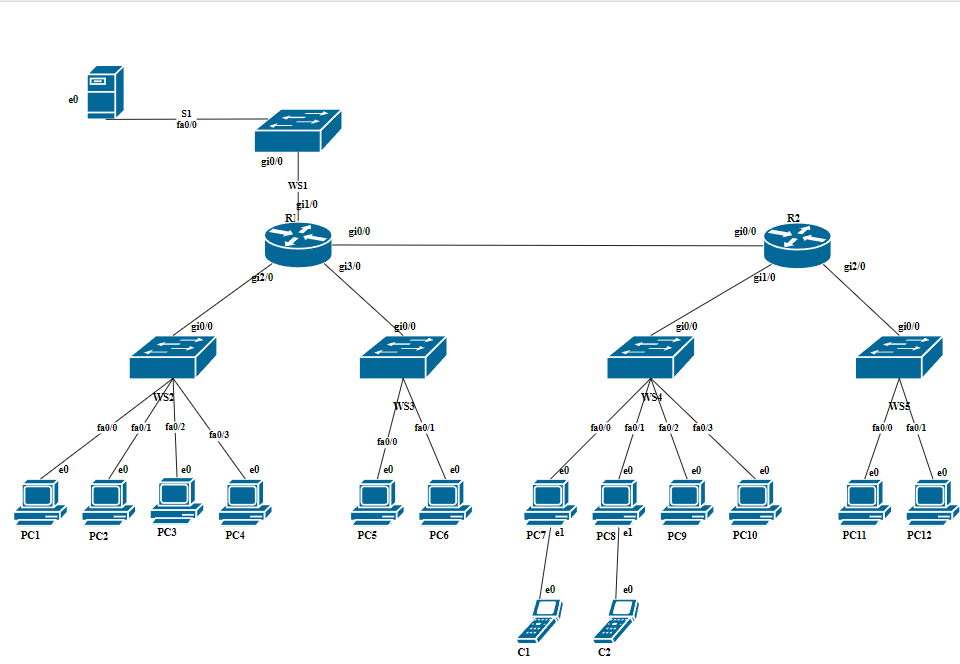 e0
S1
fa0/0
gi0/0
WS1
gi1/0
R1
gi0/0
gi0/0
R2
gi2/0
gi3/0
gi1/0
gi2/0
gi0/0
gi0/0
gi0/0
gi0/0
WS2
WS3
WS4
WS5
fa0/0
fa0/1
fa0/2
fa0/3
fa0/0
fa0/1
fa0/0
fa0/1
fa0/2
fa0/3
fa0/0
fa0/1
e0
e0
e0
e0
e0
e0
e0
e0
e0
e0
e0
e0
PC1
PC2
PC3
PC4
PC5
PC6
PC7
e1
PC8
e1
PC9
PC10
PC11
PC12
e0
e0
C1
C2